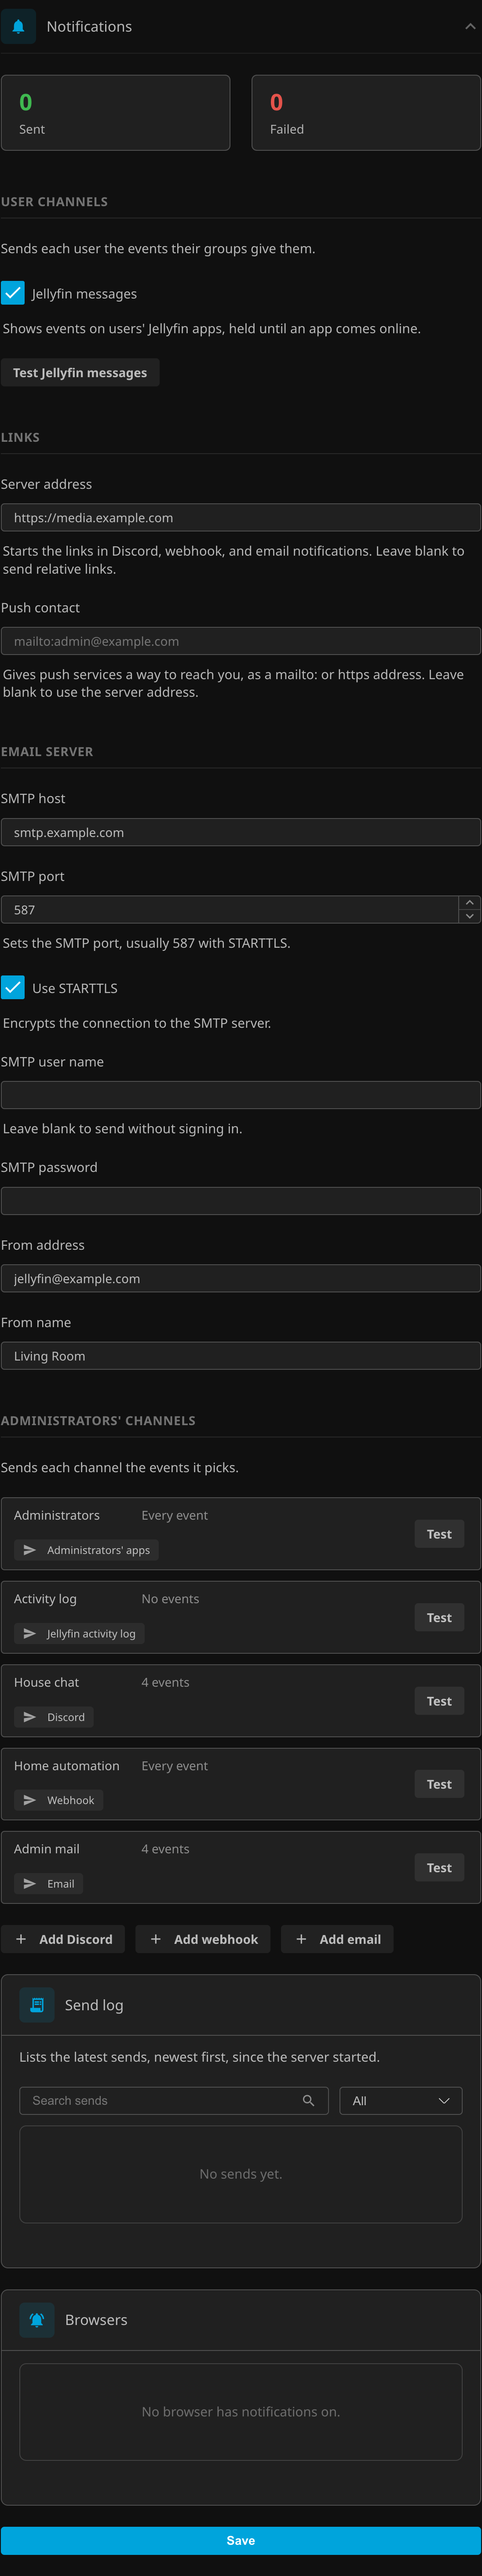 Notifications
0
Sent
0
Failed
USER CHANNELS
Sends each user the events their groups give them.
Jellyfin messages
Shows events on users' Jellyfin apps, held until an app comes online.
Test Jellyfin messages
LINKS
Server address
https://media.example.com
Starts the links in Discord, webhook, and email notifications. Leave blank to
send relative links.
Push contact
mailto:admin@example.com
Gives push services a way to reach you, as a mailto: or https address. Leave
blank to use the server address.
EMAIL SERVER
SMTP host
smtp.example.com
SMTP port
587
Sets the SMTP port, usually 587 with STARTTLS.
Use STARTTLS
Encrypts the connection to the SMTP server.
SMTP user name
Leave blank to send without signing in.
SMTP password
From address
jellyfin@example.com
From name
Living Room
ADMINISTRATORS' CHANNELS
Sends each channel the events it picks.
Administrators Every event
Administrators' apps
Test
Activity log No events
Jellyfin activity log
Test
House chat 4 events
Discord
Test
Home automation Every event
Webhook
Test
Admin mail 4 events
Email
Test
Add Discord Add webhook Add email
Send log
Lists the latest sends, newest first, since the server started.
Search sends All
No sends yet.
Browsers
No browser has notifications on.
Save